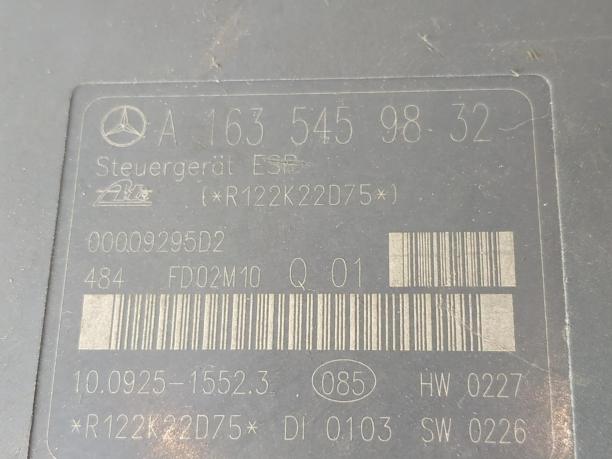 A 163 545 98 32
Steuergerät ESP
ATE (*R122K22D75*)
00009295D2
484 FD02M10 Q 01
10.0925-1552.3 085 HW 0227
*R122K22D75* DI 0103 SW 0226